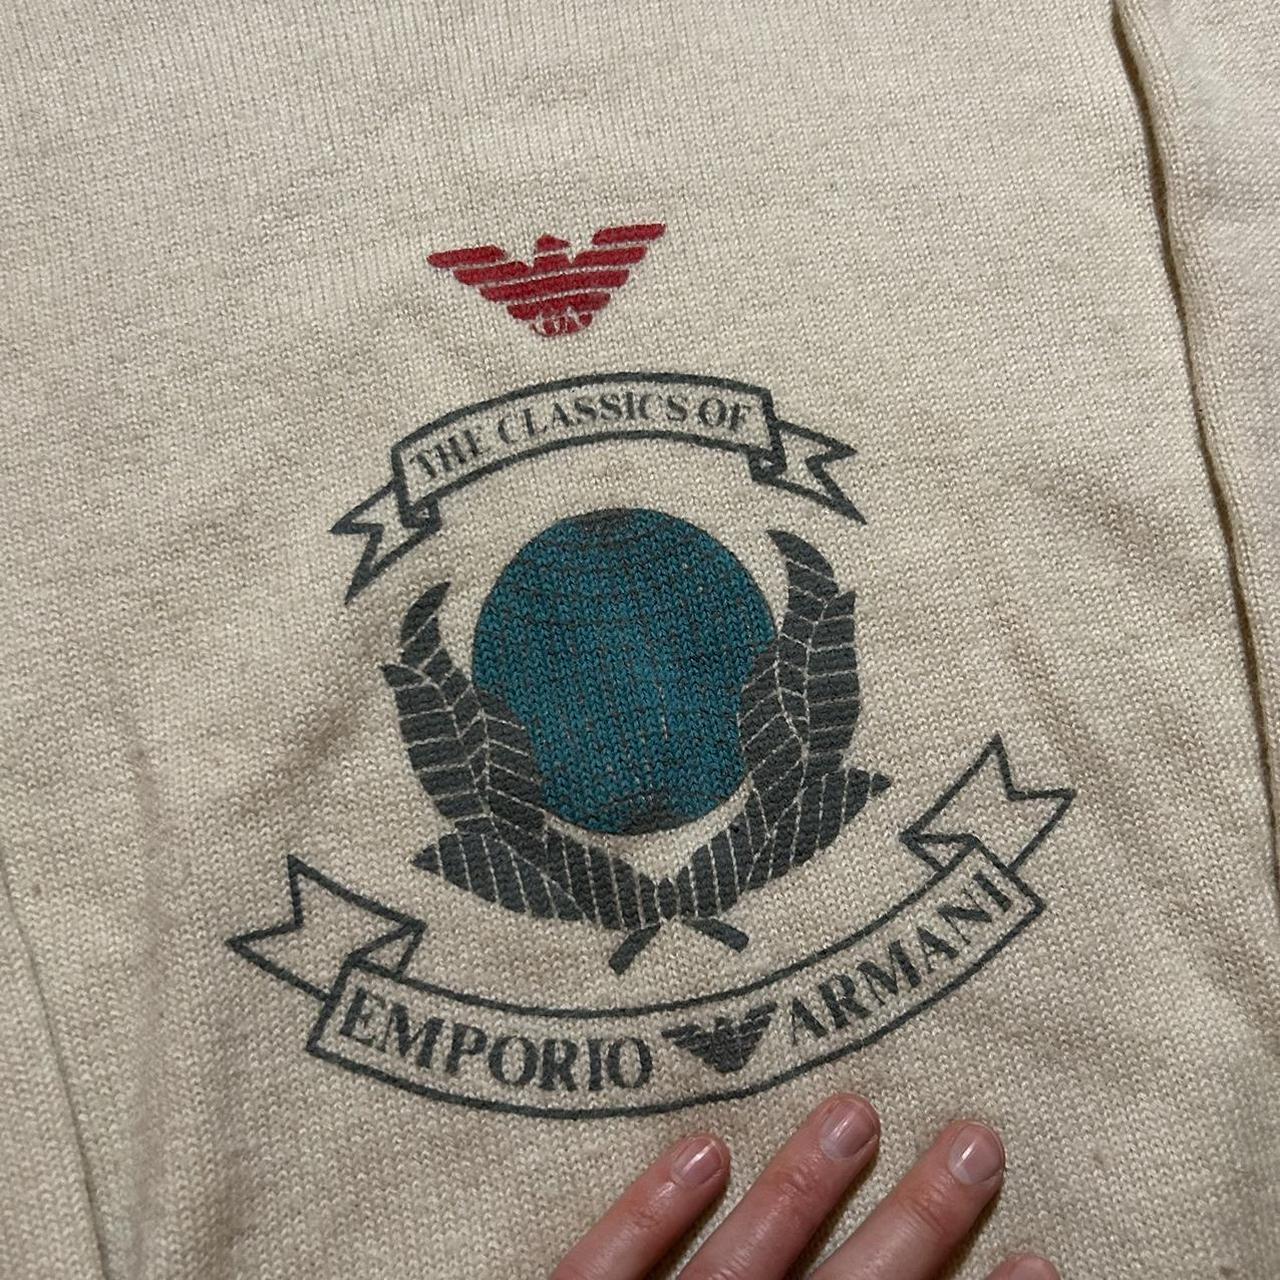 THE CLASSICS OF
EMPORIO ARMANI